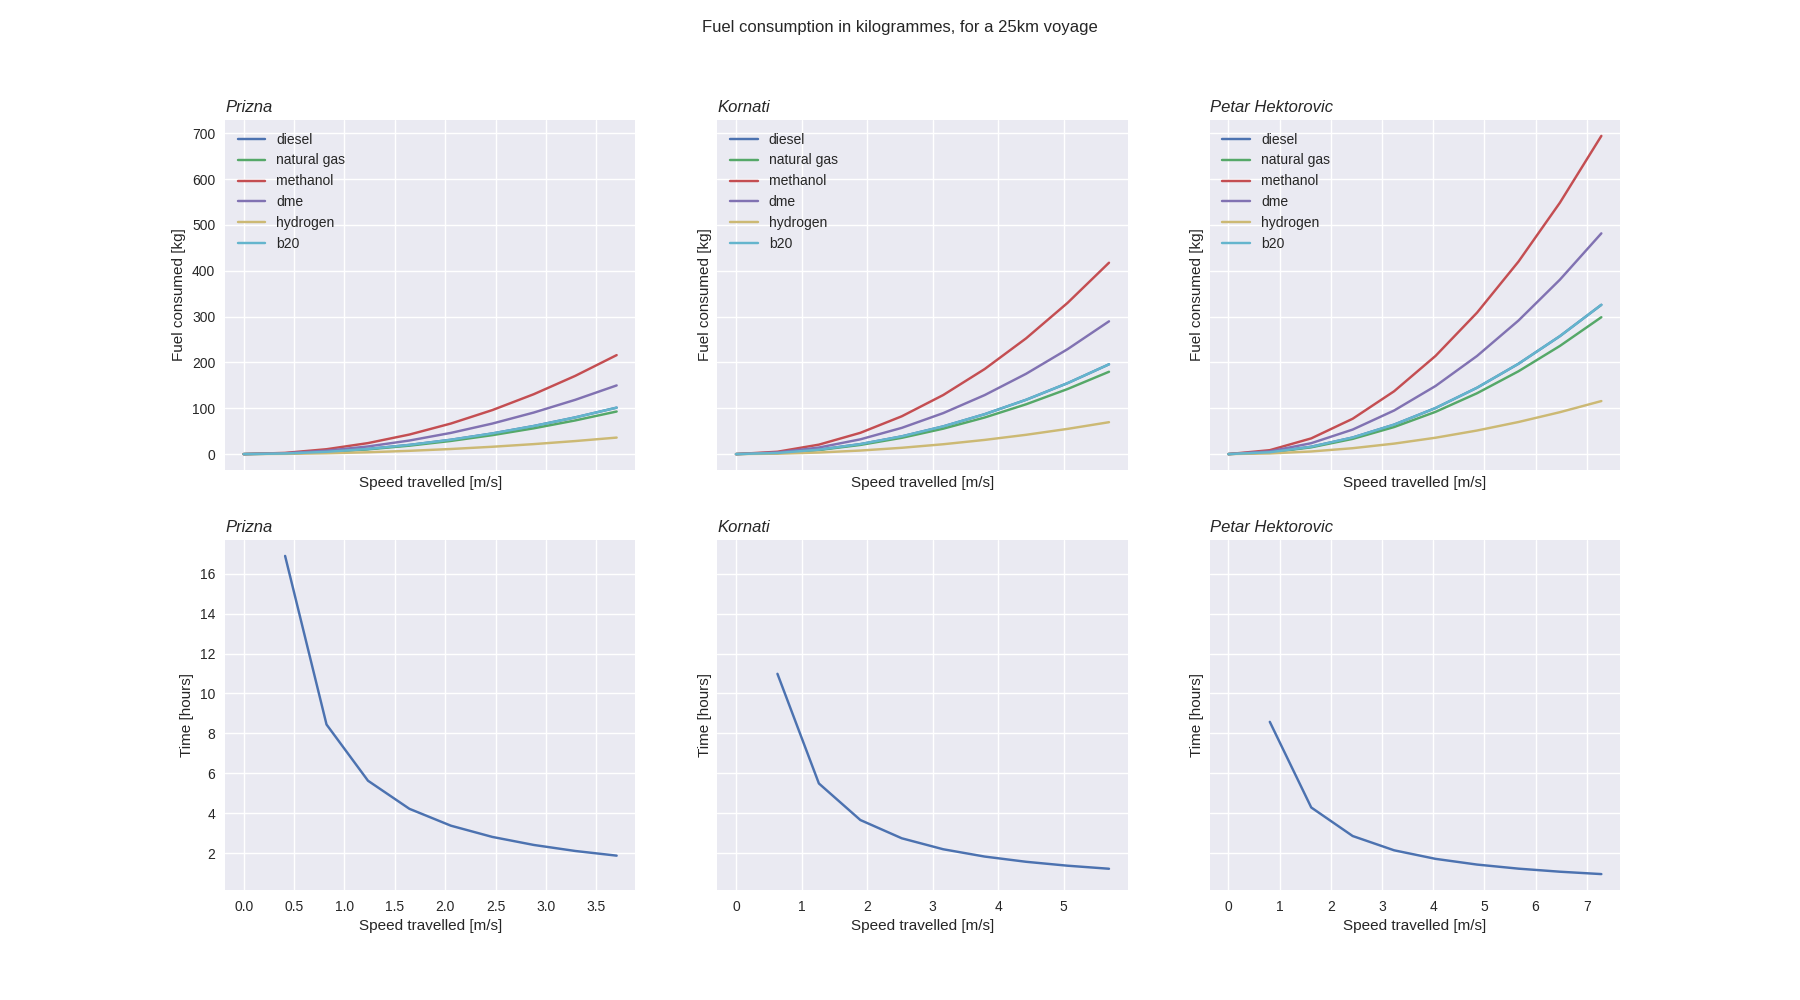 Fuel consumption in kilogrammes, for a 25km voyage
Prizna
700
600
500
400
300
200
100
0
Fuel consumed [kg]
diesel
natural gas
methanol
dme
hydrogen
b20
Speed travelled [m/s]
Kornati
Fuel consumed [kg]
diesel
natural gas
methanol
dme
hydrogen
b20
Speed travelled [m/s]
Petar Hektorovic
Fuel consumed [kg]
diesel
natural gas
methanol
dme
hydrogen
b20
Speed travelled [m/s]
Prizna
16
14
12
10
8
6
4
2
Time [hours]
0.0 0.5 1.0 1.5 2.0 2.5 3.0 3.5
Speed travelled [m/s]
Kornati
Time [hours]
0 1 2 3 4 5
Speed travelled [m/s]
Petar Hektorovic
Time [hours]
0 1 2 3 4 5 6 7
Speed travelled [m/s]